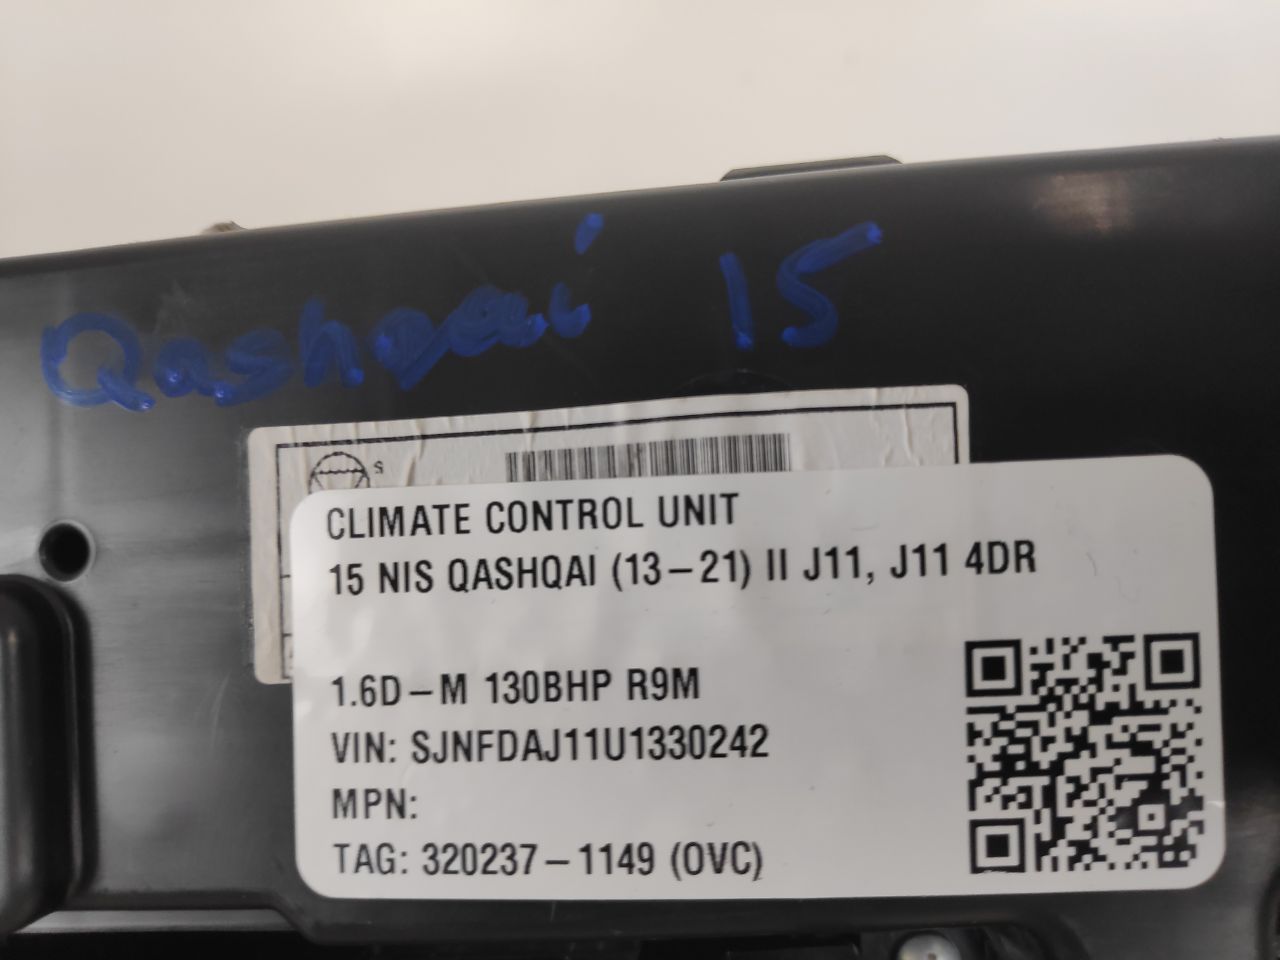 Qashqai 15
S
CLIMATE CONTROL UNIT
15 NIS QASHQAI (13-21) II J11, J11 4DR
1.6D-M 130BHP R9M
VIN: SJNFDAJ11U1330242
MPN:
TAG: 320237-1149 (OVC)